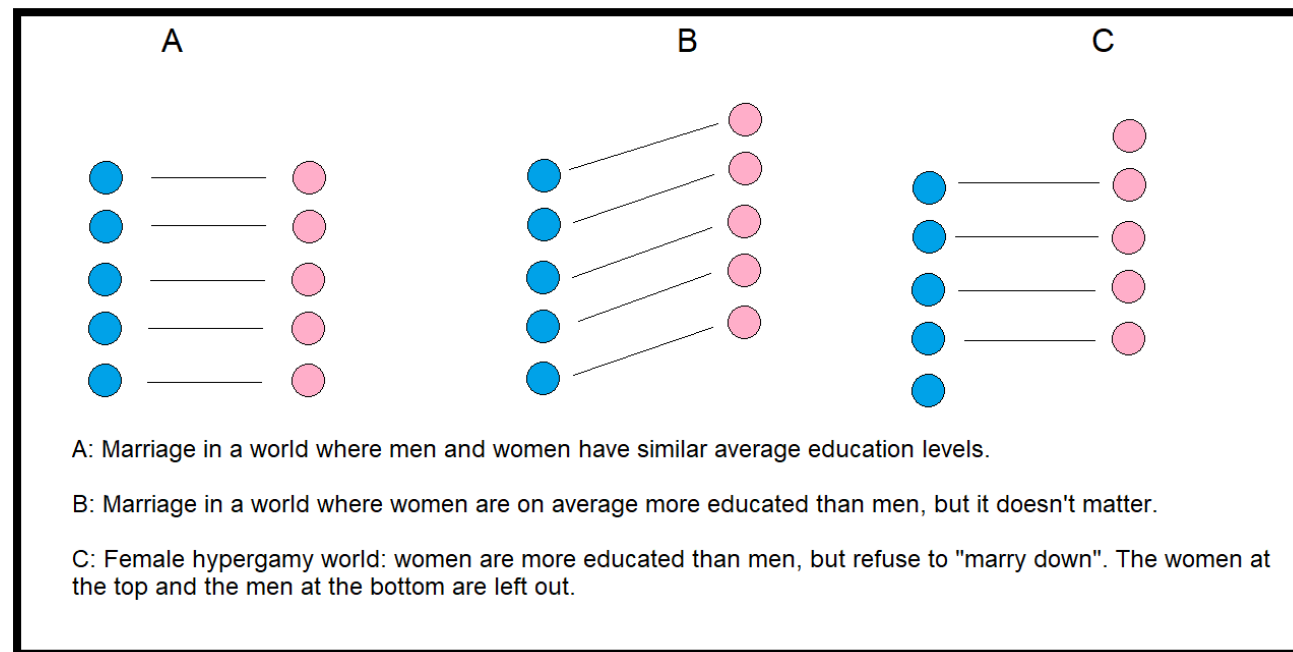 A B C
A: Marriage in a world where men and women have similar average education levels.
B: Marriage in a world where women are on average more educated than men, but it doesn't matter.
C: Female hypergamy world: women are more educated than men, but refuse to "marry down". The women at
the top and the men at the bottom are left out.